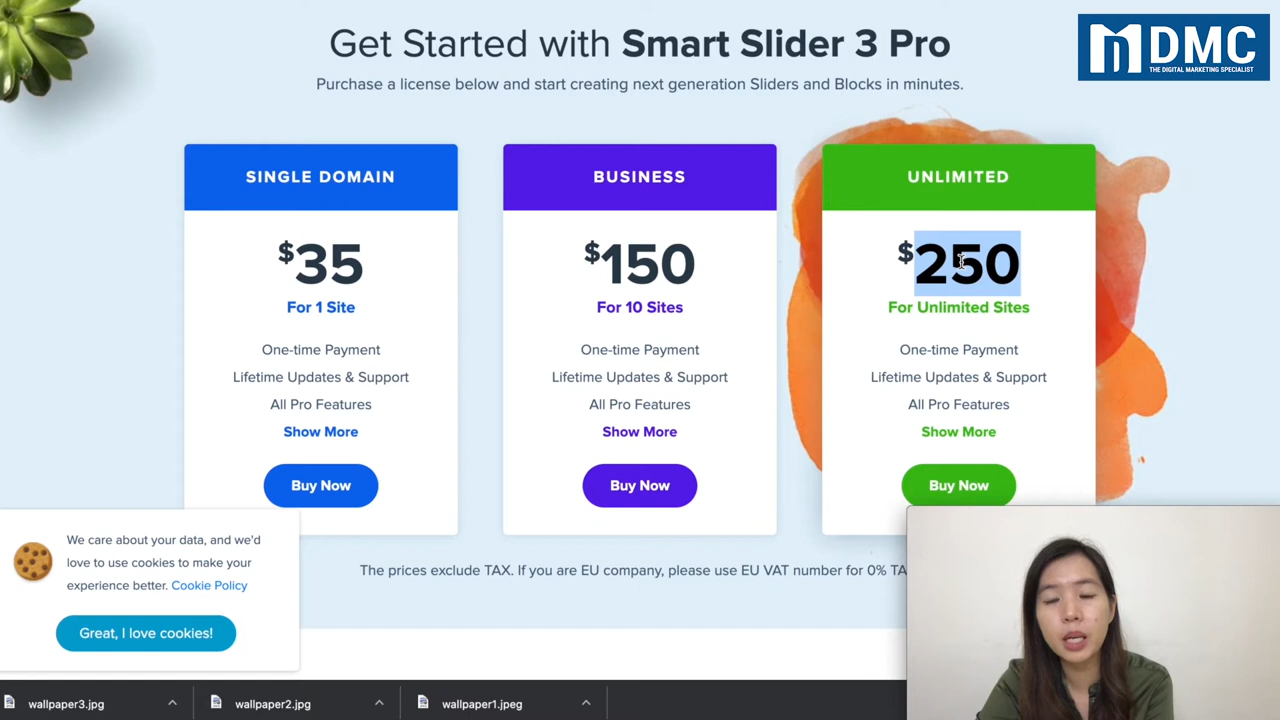 Get Started with Smart Slider 3 Pro
Purchase a license below and start creating next generation Sliders and Blocks in minutes.
DMC
THE DIGITAL MARKETING SPECIALIST
SINGLE DOMAIN
$35
For 1 Site
One-time Payment
Lifetime Updates & Support
All Pro Features
Show More
Buy Now
BUSINESS
$150
For 10 Sites
One-time Payment
Lifetime Updates & Support
All Pro Features
Show More
Buy Now
UNLIMITED
$250
For Unlimited Sites
One-time Payment
Lifetime Updates & Support
All Pro Features
Show More
Buy Now
The prices exclude TAX. If you are EU company, please use EU VAT number for 0% TA
We care about your data, and we'd
love to use cookies to make your
experience better. Cookie Policy
Great, I love cookies!
wallpaper3.jpg
wallpaper2.jpg
wallpaper1.jpeg